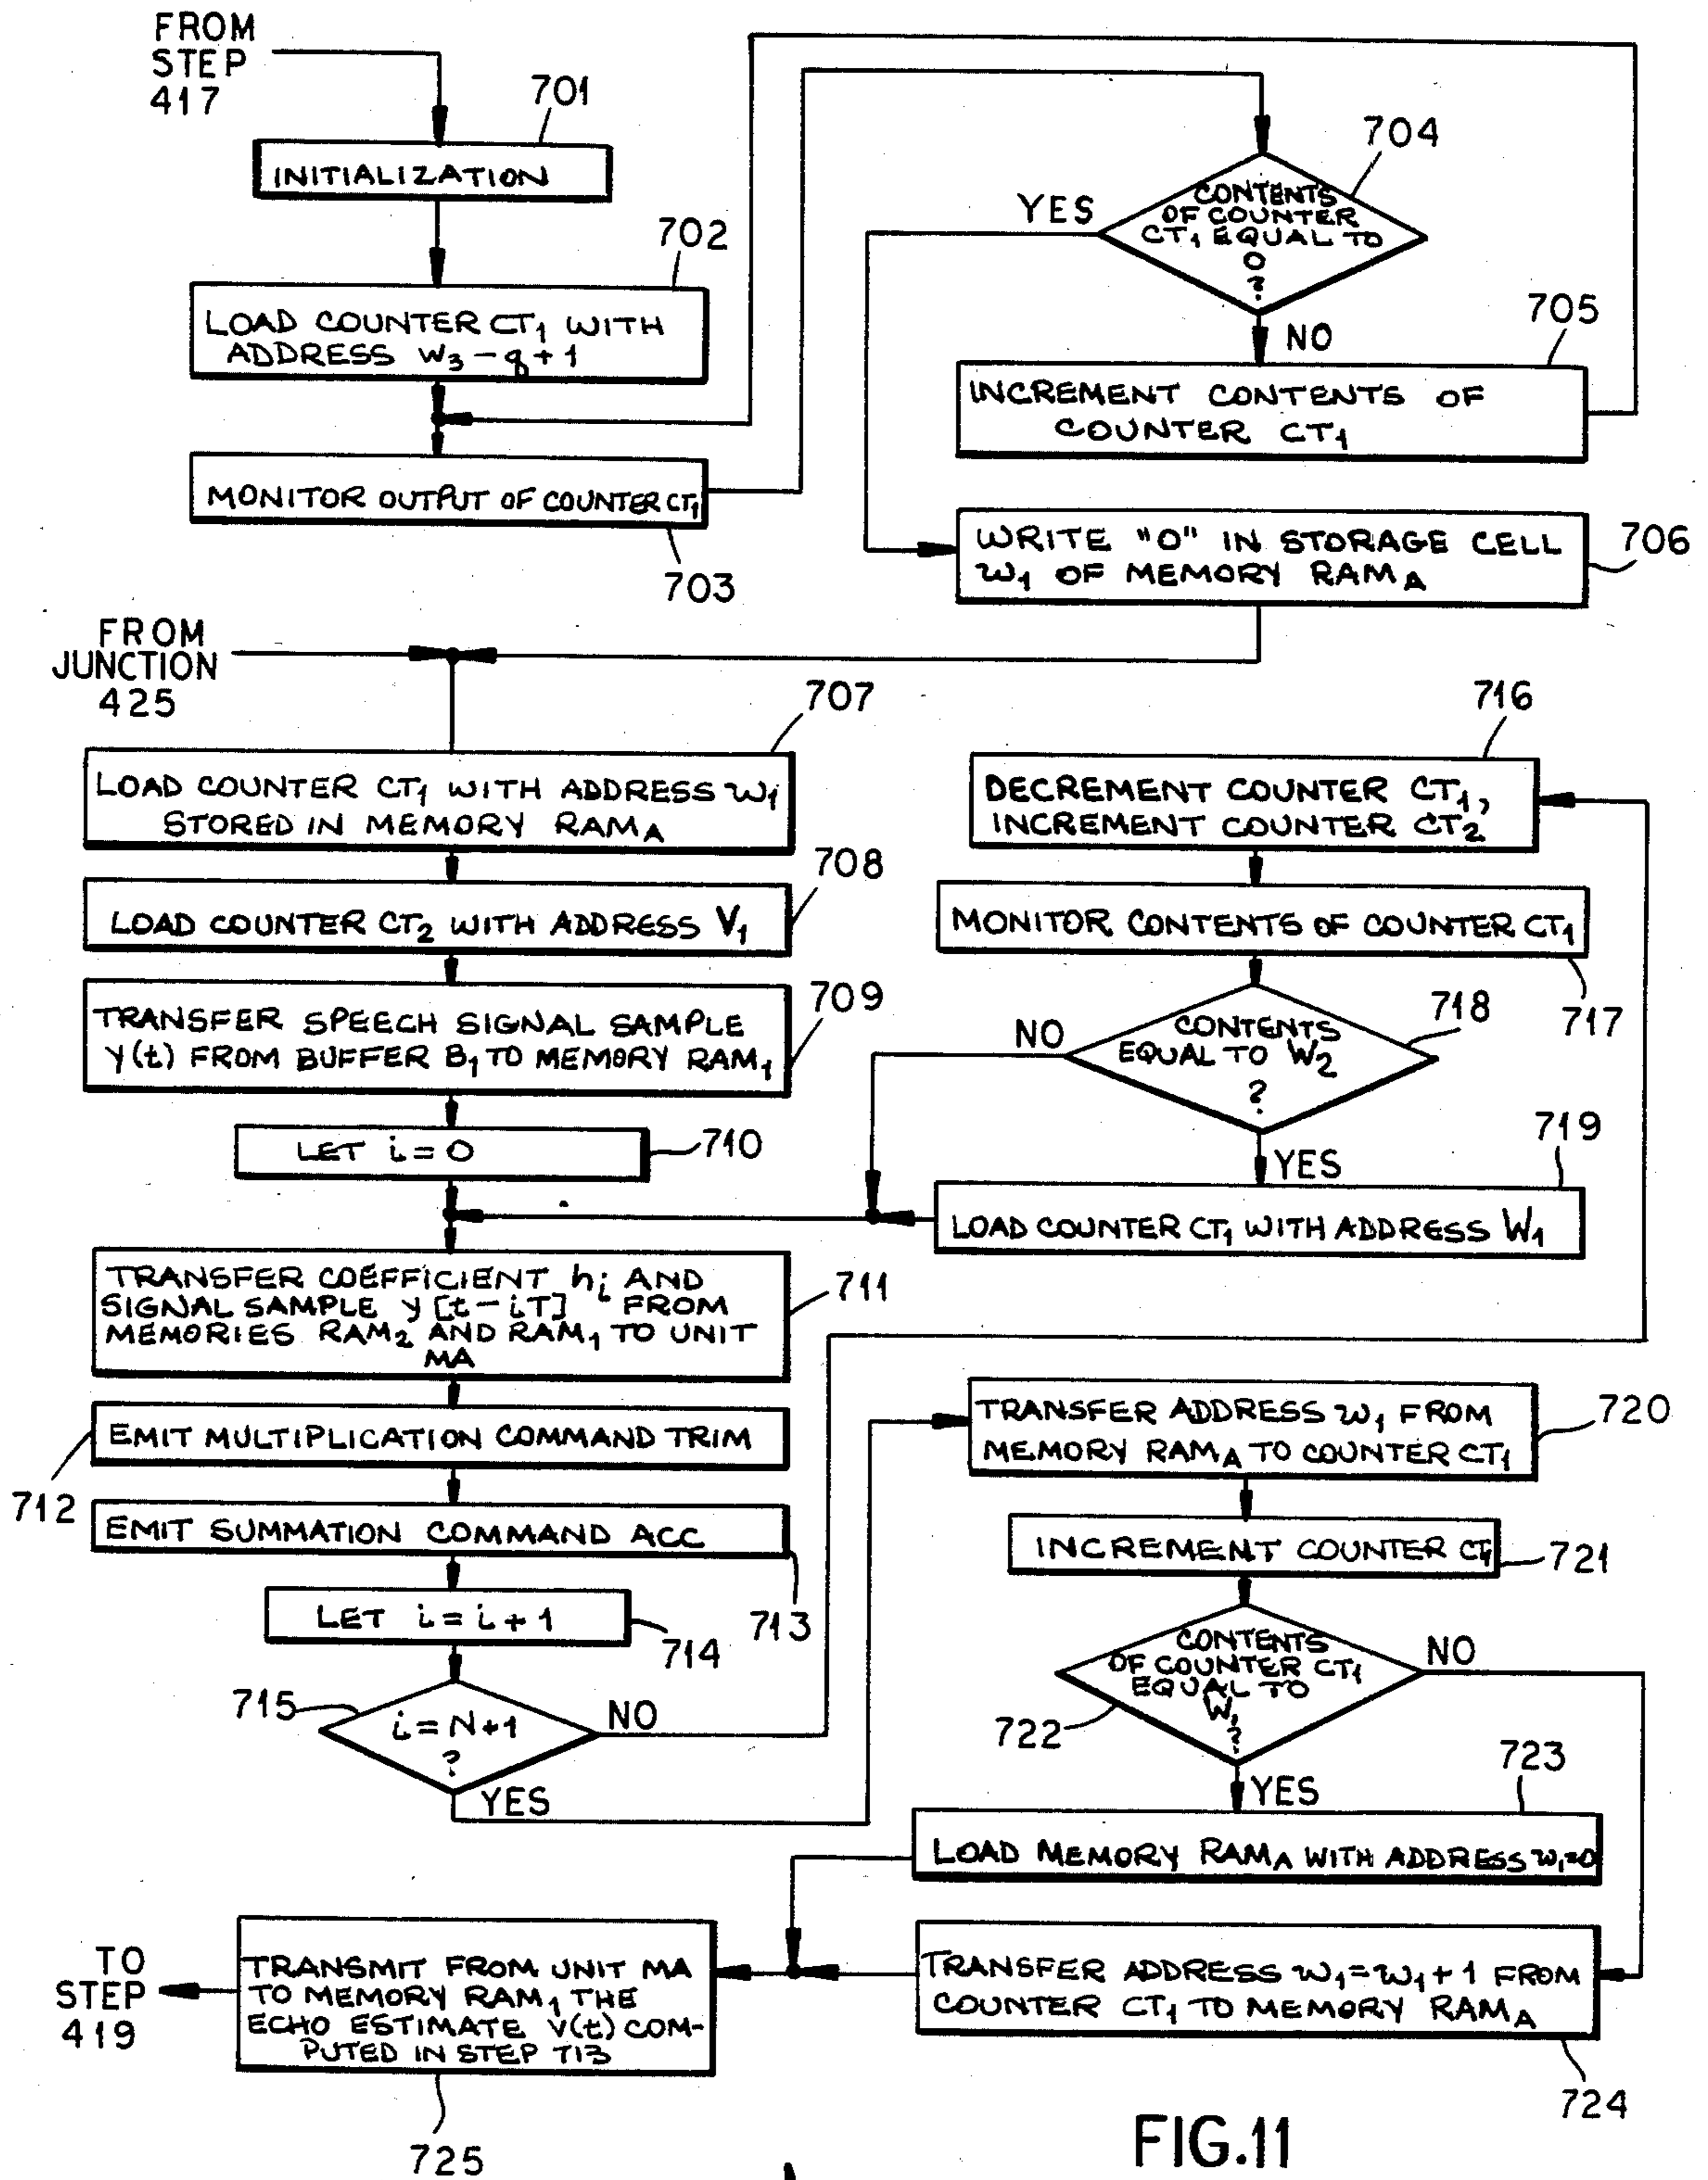 FROM
STEP
417
701
INITIALIZATION
702
LOAD COUNTER CT₁ WITH
ADDRESS w₃ - q + 1
MONITOR OUTPUT OF COUNTER CT₁
703
704
CONTENTS
OF COUNTER
CT₁ EQUAL TO
0
?
YES
NO
705
INCREMENT CONTENTS OF
COUNTER CT₁
WRITE "0" IN STORAGE CELL
w₁ OF MEMORY RAM_A
706
FROM
JUNCTION
425
707
LOAD COUNTER CT₁ WITH ADDRESS w₁
STORED IN MEMORY RAM_A
708
LOAD COUNTER CT₂ WITH ADDRESS V₁
709
TRANSFER SPEECH SIGNAL SAMPLE
y(t) FROM BUFFER B₁ TO MEMORY RAM₁
LET i = 0
710
TRANSFER COEFFICIENT hᵢ AND
SIGNAL SAMPLE y [t - iT] FROM
MEMORIES RAM₂ AND RAM₁ TO UNIT
MA
711
EMIT MULTIPLICATION COMMAND TRIM
712
EMIT SUMMATION COMMAND ACC
713
LET i = i + 1
714
715
i = N+1
?
NO
YES
716
DECREMENT COUNTER CT₁,
INCREMENT COUNTER CT₂
MONITOR CONTENTS OF COUNTER CT₁
717
718
CONTENTS
EQUAL TO W₂
?
NO
YES
719
LOAD COUNTER CT₁ WITH ADDRESS W₁
TRANSFER ADDRESS w₁ FROM
MEMORY RAM_A TO COUNTER CT₁
720
INCREMENT COUNTER CT₁
721
CONTENTS
OF COUNTER CT₁
EQUAL TO
W₁
?
722
NO
YES
723
LOAD MEMORY RAM_A WITH ADDRESS w₁=0
TRANSFER ADDRESS w₁=w₁+1 FROM
COUNTER CT₁ TO MEMORY RAM_A
724
TRANSMIT FROM UNIT MA
TO MEMORY RAM₁ THE
ECHO ESTIMATE v(t) COM-
PUTED IN STEP 713
725
TO
STEP
419
FIG.11